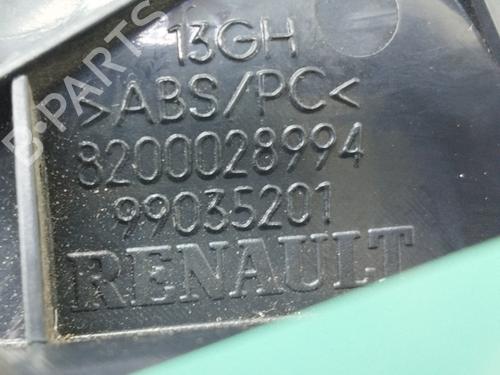 13GH
>ABS/PC<
8200028994
99035201
RENAULT
B-PARTS